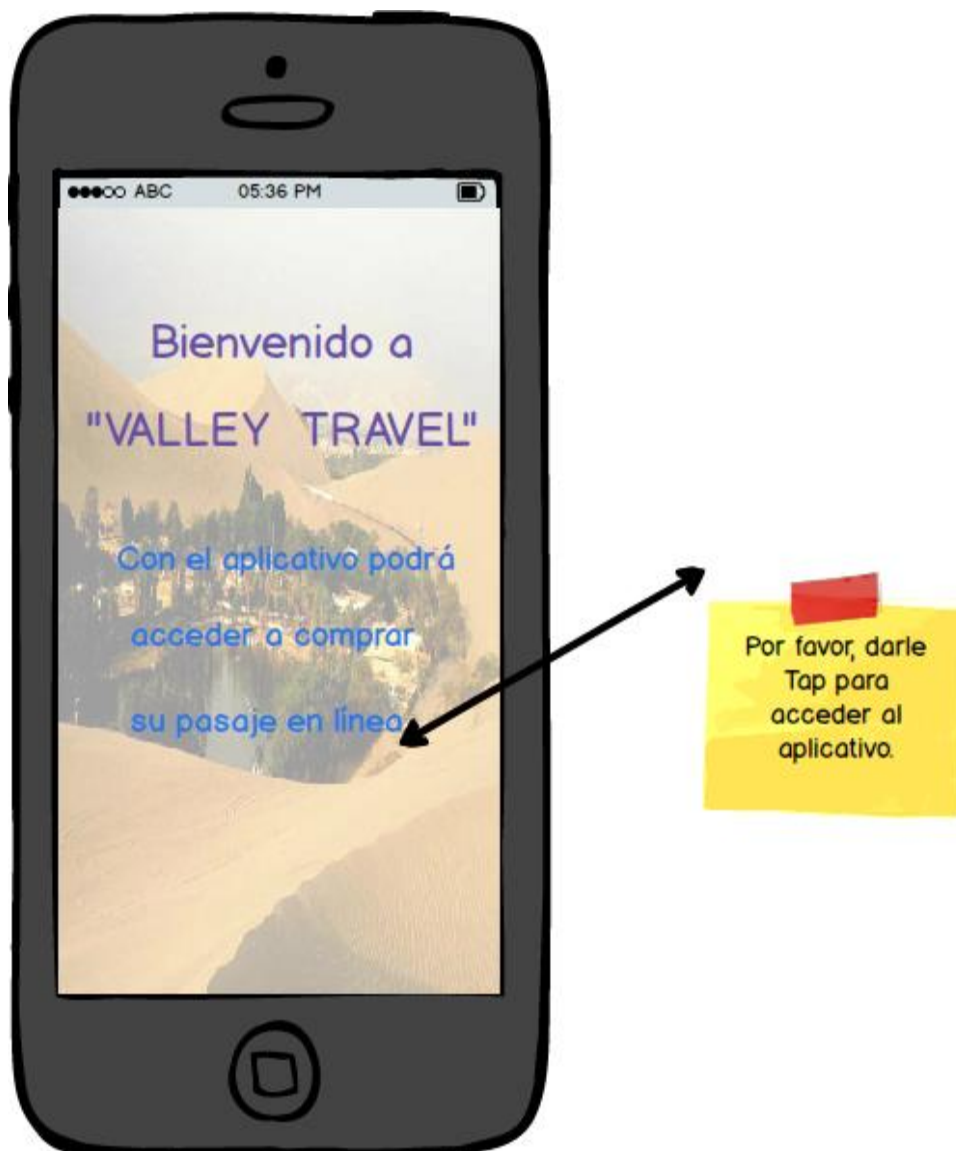 ABC 05:36 PM
Bienvenido a
"VALLEY TRAVEL"
Con el aplicativo podrá
acceder a comprar
su pasaje en línea
Por favor, darle
Tap para
acceder al
aplicativo.